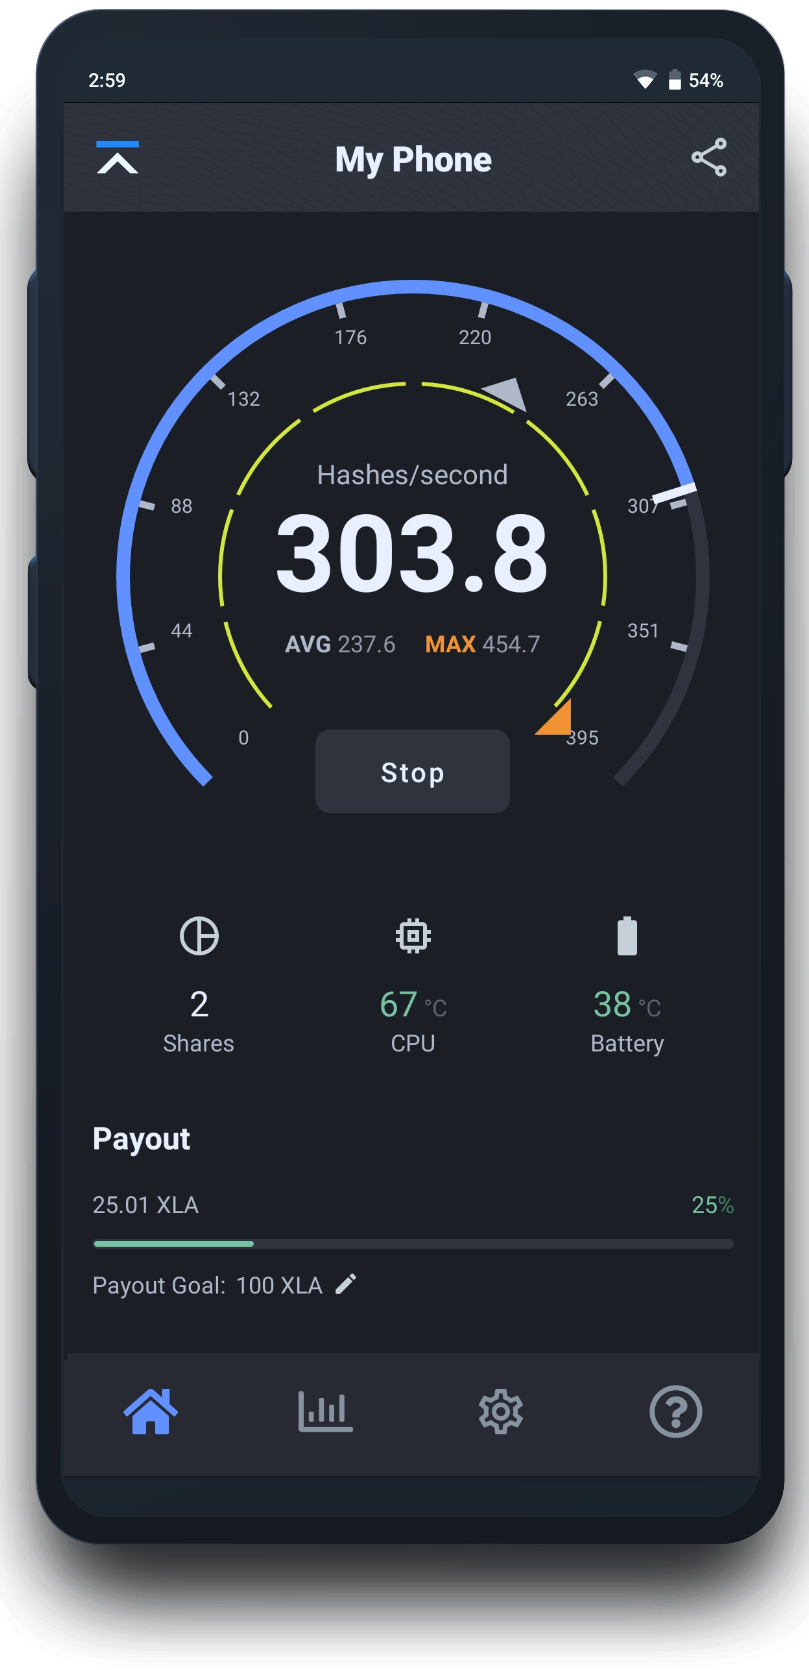 2:59
54%
My Phone
176
220
132
263
Hashes/second
88
307
303.8
44
351
AVG 237.6 MAX 454.7
0
395
Stop
2
67 °C
38 °C
Shares
CPU
Battery
Payout
25.01 XLA
25%
Payout Goal: 100 XLA
?